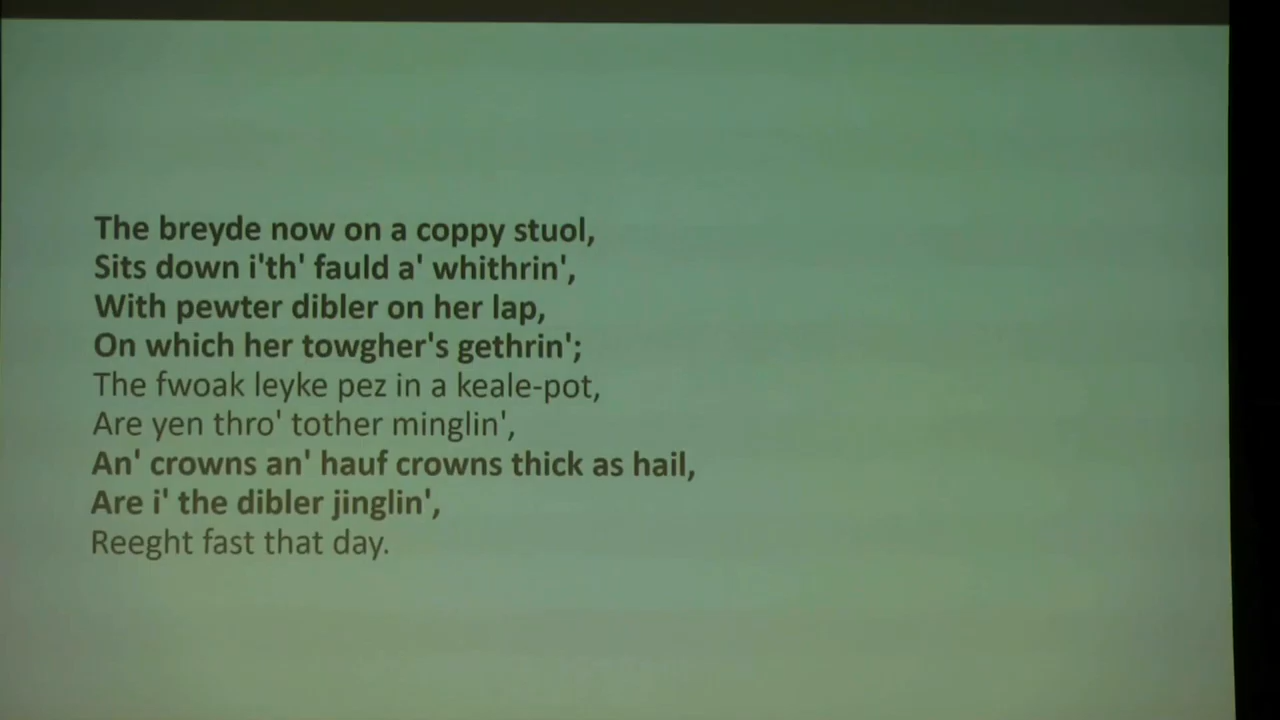 The breyde now on a coppy stuol,
Sits down i'th' fauld a' whithrin',
With pewter dibler on her lap,
On which her towgher's gethrin';
The fwoak leyke pez in a keale-pot,
Are yen thro' tother minglin',
An' crowns an' hauf crowns thick as hail,
Are i' the dibler jinglin',
Reeght fast that day.